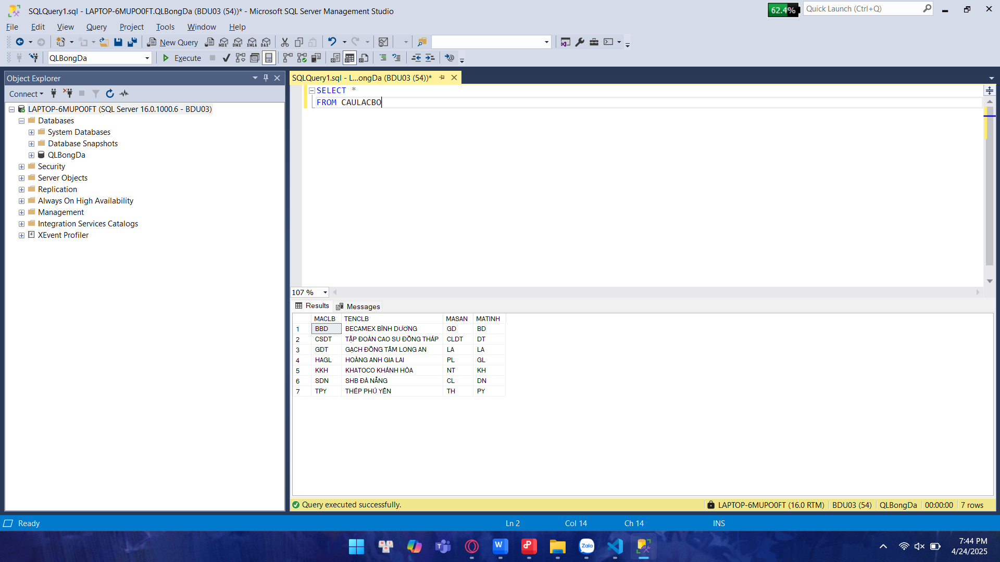 SQLQuery1.sql - LAPTOP-6MUPO0FT.QLBongDa (BDU03 (54))* - Microsoft SQL Server Management Studio
62.4%
Quick Launch (Ctrl+Q)
File Edit View Query Project Tools Window Help
New Query
MDX DMX XMLA DAX
QLBongDa
Execute
Object Explorer
Connect
LAPTOP-6MUPO0FT (SQL Server 16.0.1000.6 - BDU03)
Databases
System Databases
Database Snapshots
QLBongDa
Security
Server Objects
Replication
Always On High Availability
Management
Integration Services Catalogs
XEvent Profiler
SQLQuery1.sql - L...ongDa (BDU03 (54))*
SELECT *
FROM CAULACBO
107 %
Results Messages
MACLB TENCLB MASAN MATINH
1 BBD BECAMEX BÌNH DƯƠNG GD BD
2 CSDT TẬP ĐOÀN CAO SU ĐỒNG THÁP CLDT DT
3 GDT GẠCH ĐỒNG TÂM LONG AN LA LA
4 HAGL HOÀNG ANH GIA LAI PL GL
5 KKH KHATOCO KHÁNH HÒA NT KH
6 SDN SHB ĐÀ NẴNG CL DN
7 TPY THÉP PHÚ YÊN TH PY
Query executed successfully.
LAPTOP-6MUPO0FT (16.0 RTM) BDU03 (54) QLBongDa 00:00:00 7 rows
Ready
Ln 2 Col 14 Ch 14 INS
Zalo
7:44 PM
4/24/2025